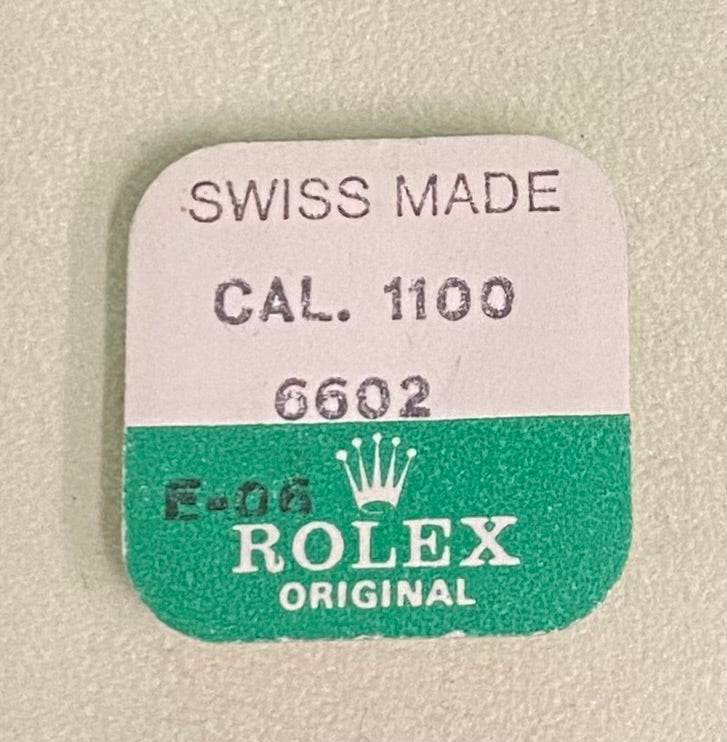 SWISS MADE
CAL. 1100
6602
E-06
ROLEX
ORIGINAL